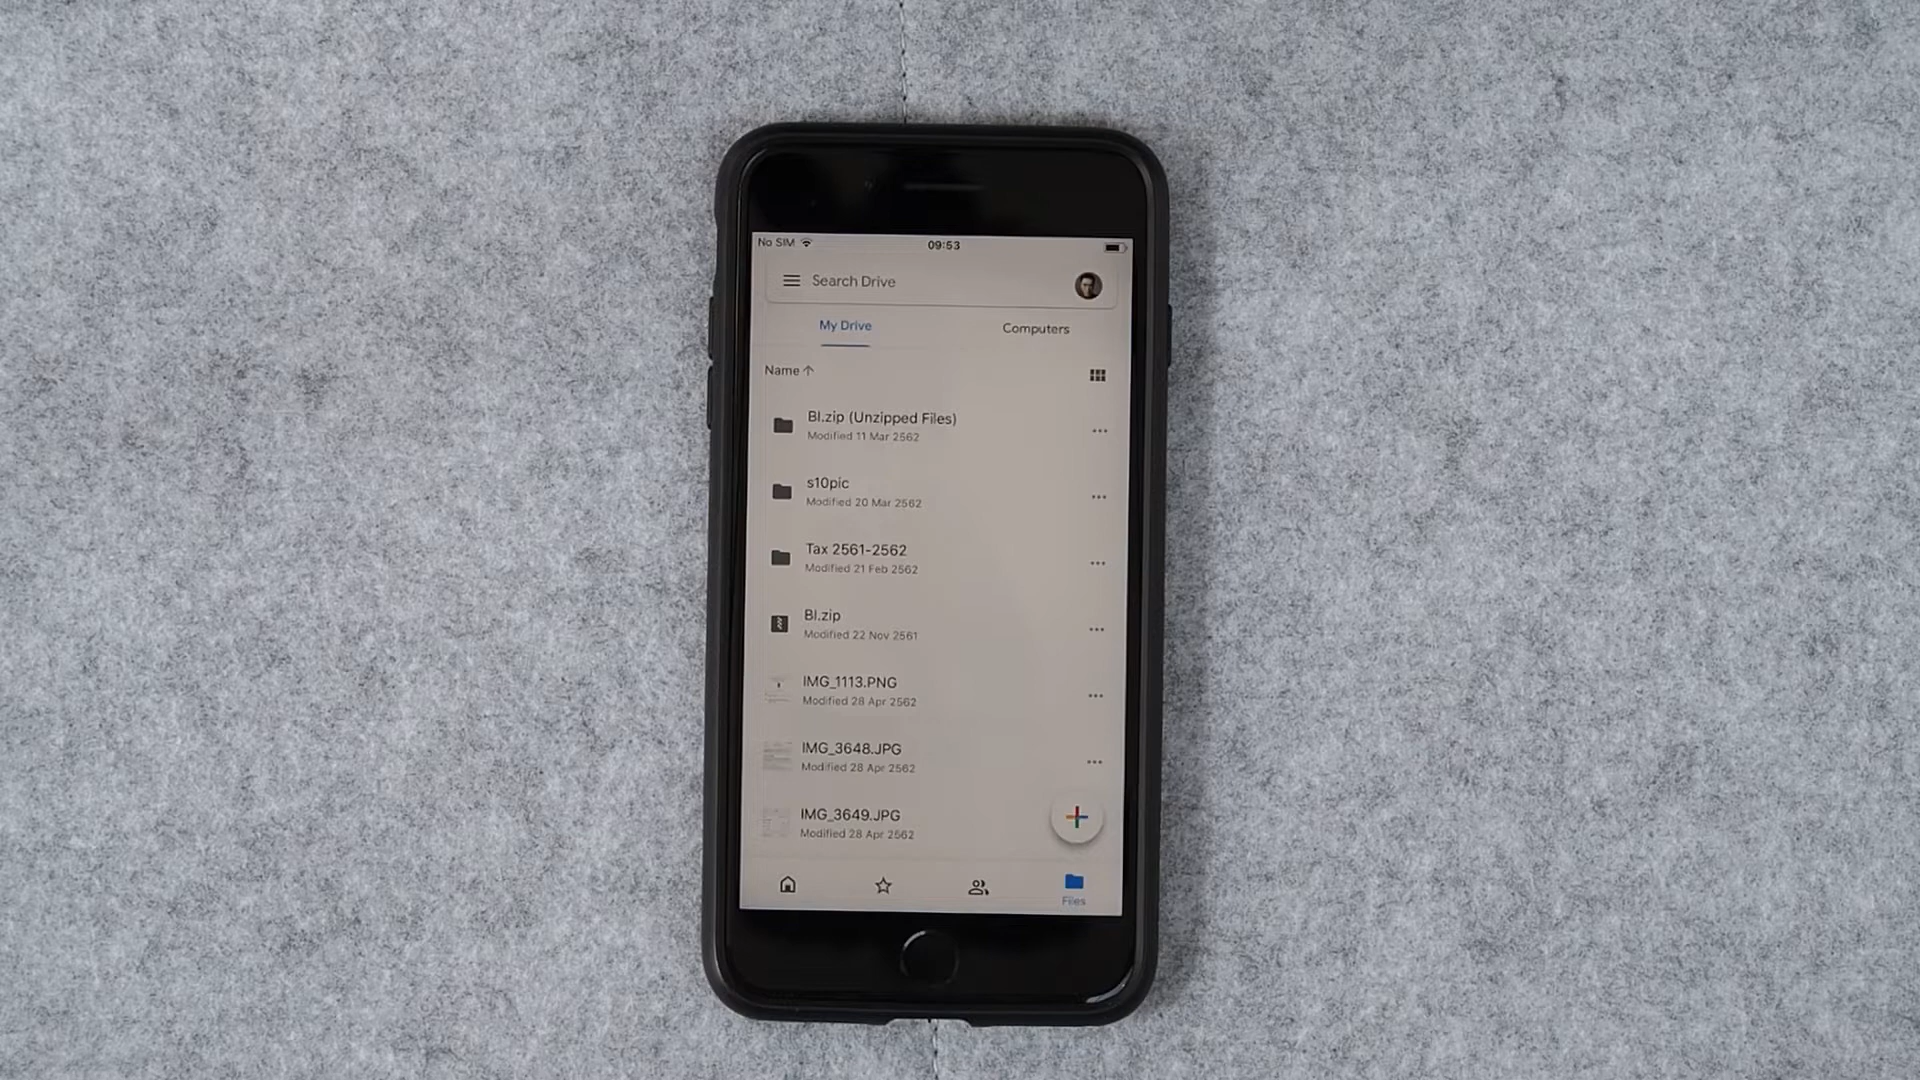 No SIM
09:53
Search Drive
My Drive
Computers
Name
BI.zip (Unzipped Files)
Modified 11 Mar 2562
s10pic
Modified 20 Mar 2562
Tax 2561-2562
Modified 21 Feb 2562
BI.zip
Modified 22 Nov 2561
IMG_1113.PNG
Modified 28 Apr 2562
IMG_3648.JPG
Modified 28 Apr 2562
IMG_3649.JPG
Modified 28 Apr 2562
Files